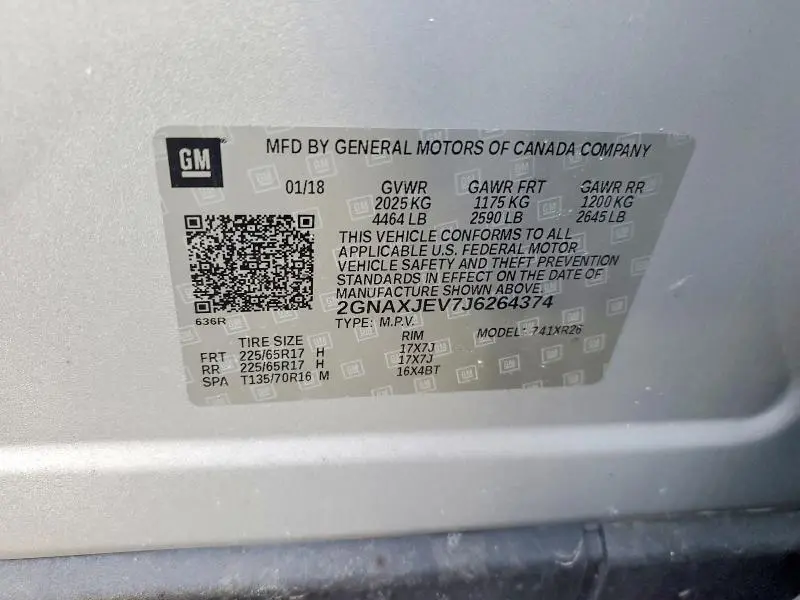 GM
MFD BY GENERAL MOTORS OF CANADA COMPANY
01/18 GVWR GAWR FRT GAWR RR
2025 KG 1175 KG 1200 KG
4464 LB 2590 LB 2645 LB
THIS VEHICLE CONFORMS TO ALL
APPLICABLE U.S. FEDERAL MOTOR
VEHICLE SAFETY AND THEFT PREVENTION
STANDARDS IN EFFECT ON THE DATE OF
MANUFACTURE SHOWN ABOVE.
2GNAXJEV7J6264374
636R
TYPE: M.P.V. MODEL: 741XR26
TIRE SIZE RIM
FRT 225/65R17 H 17X7J
RR 225/65R17 H 17X7J
SPA T135/70R16 M 16X4BT